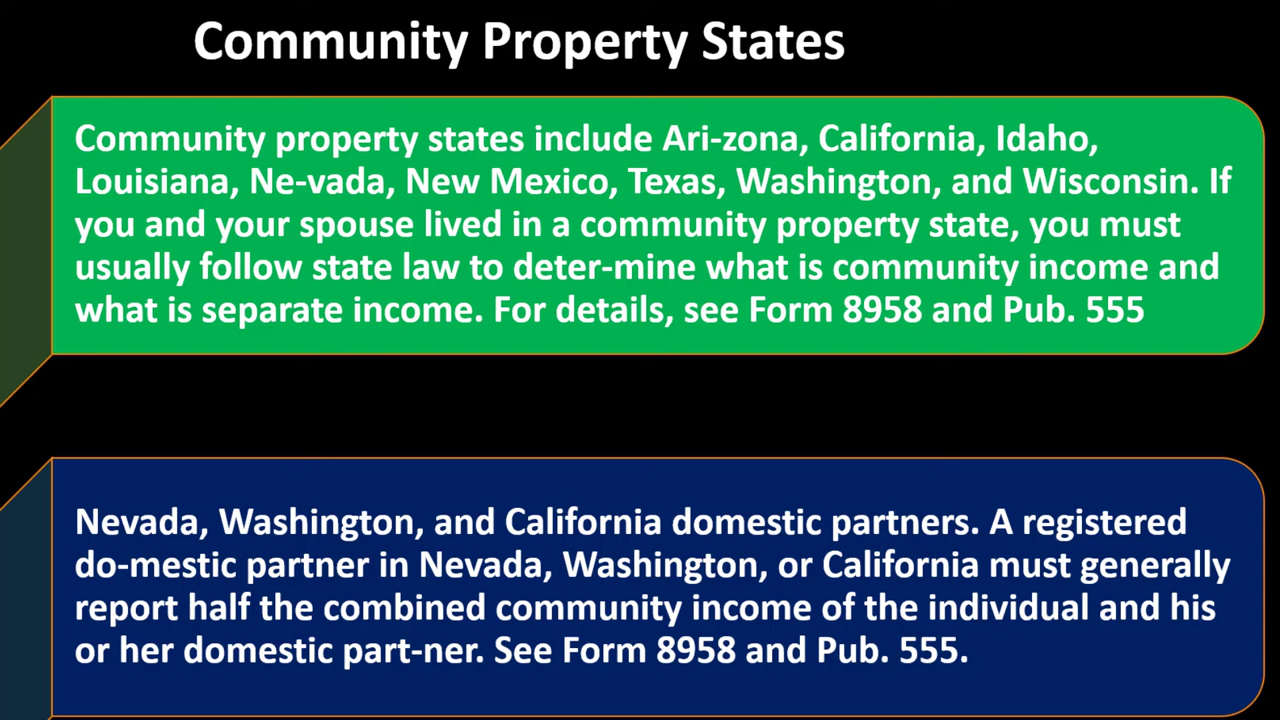 Community Property States
Community property states include Ari-zona, California, Idaho,
Louisiana, Ne-vada, New Mexico, Texas, Washington, and Wisconsin. If
you and your spouse lived in a community property state, you must
usually follow state law to deter-mine what is community income and
what is separate income. For details, see Form 8958 and Pub. 555
Nevada, Washington, and California domestic partners. A registered
do-mestic partner in Nevada, Washington, or California must generally
report half the combined community income of the individual and his
or her domestic part-ner. See Form 8958 and Pub. 555.